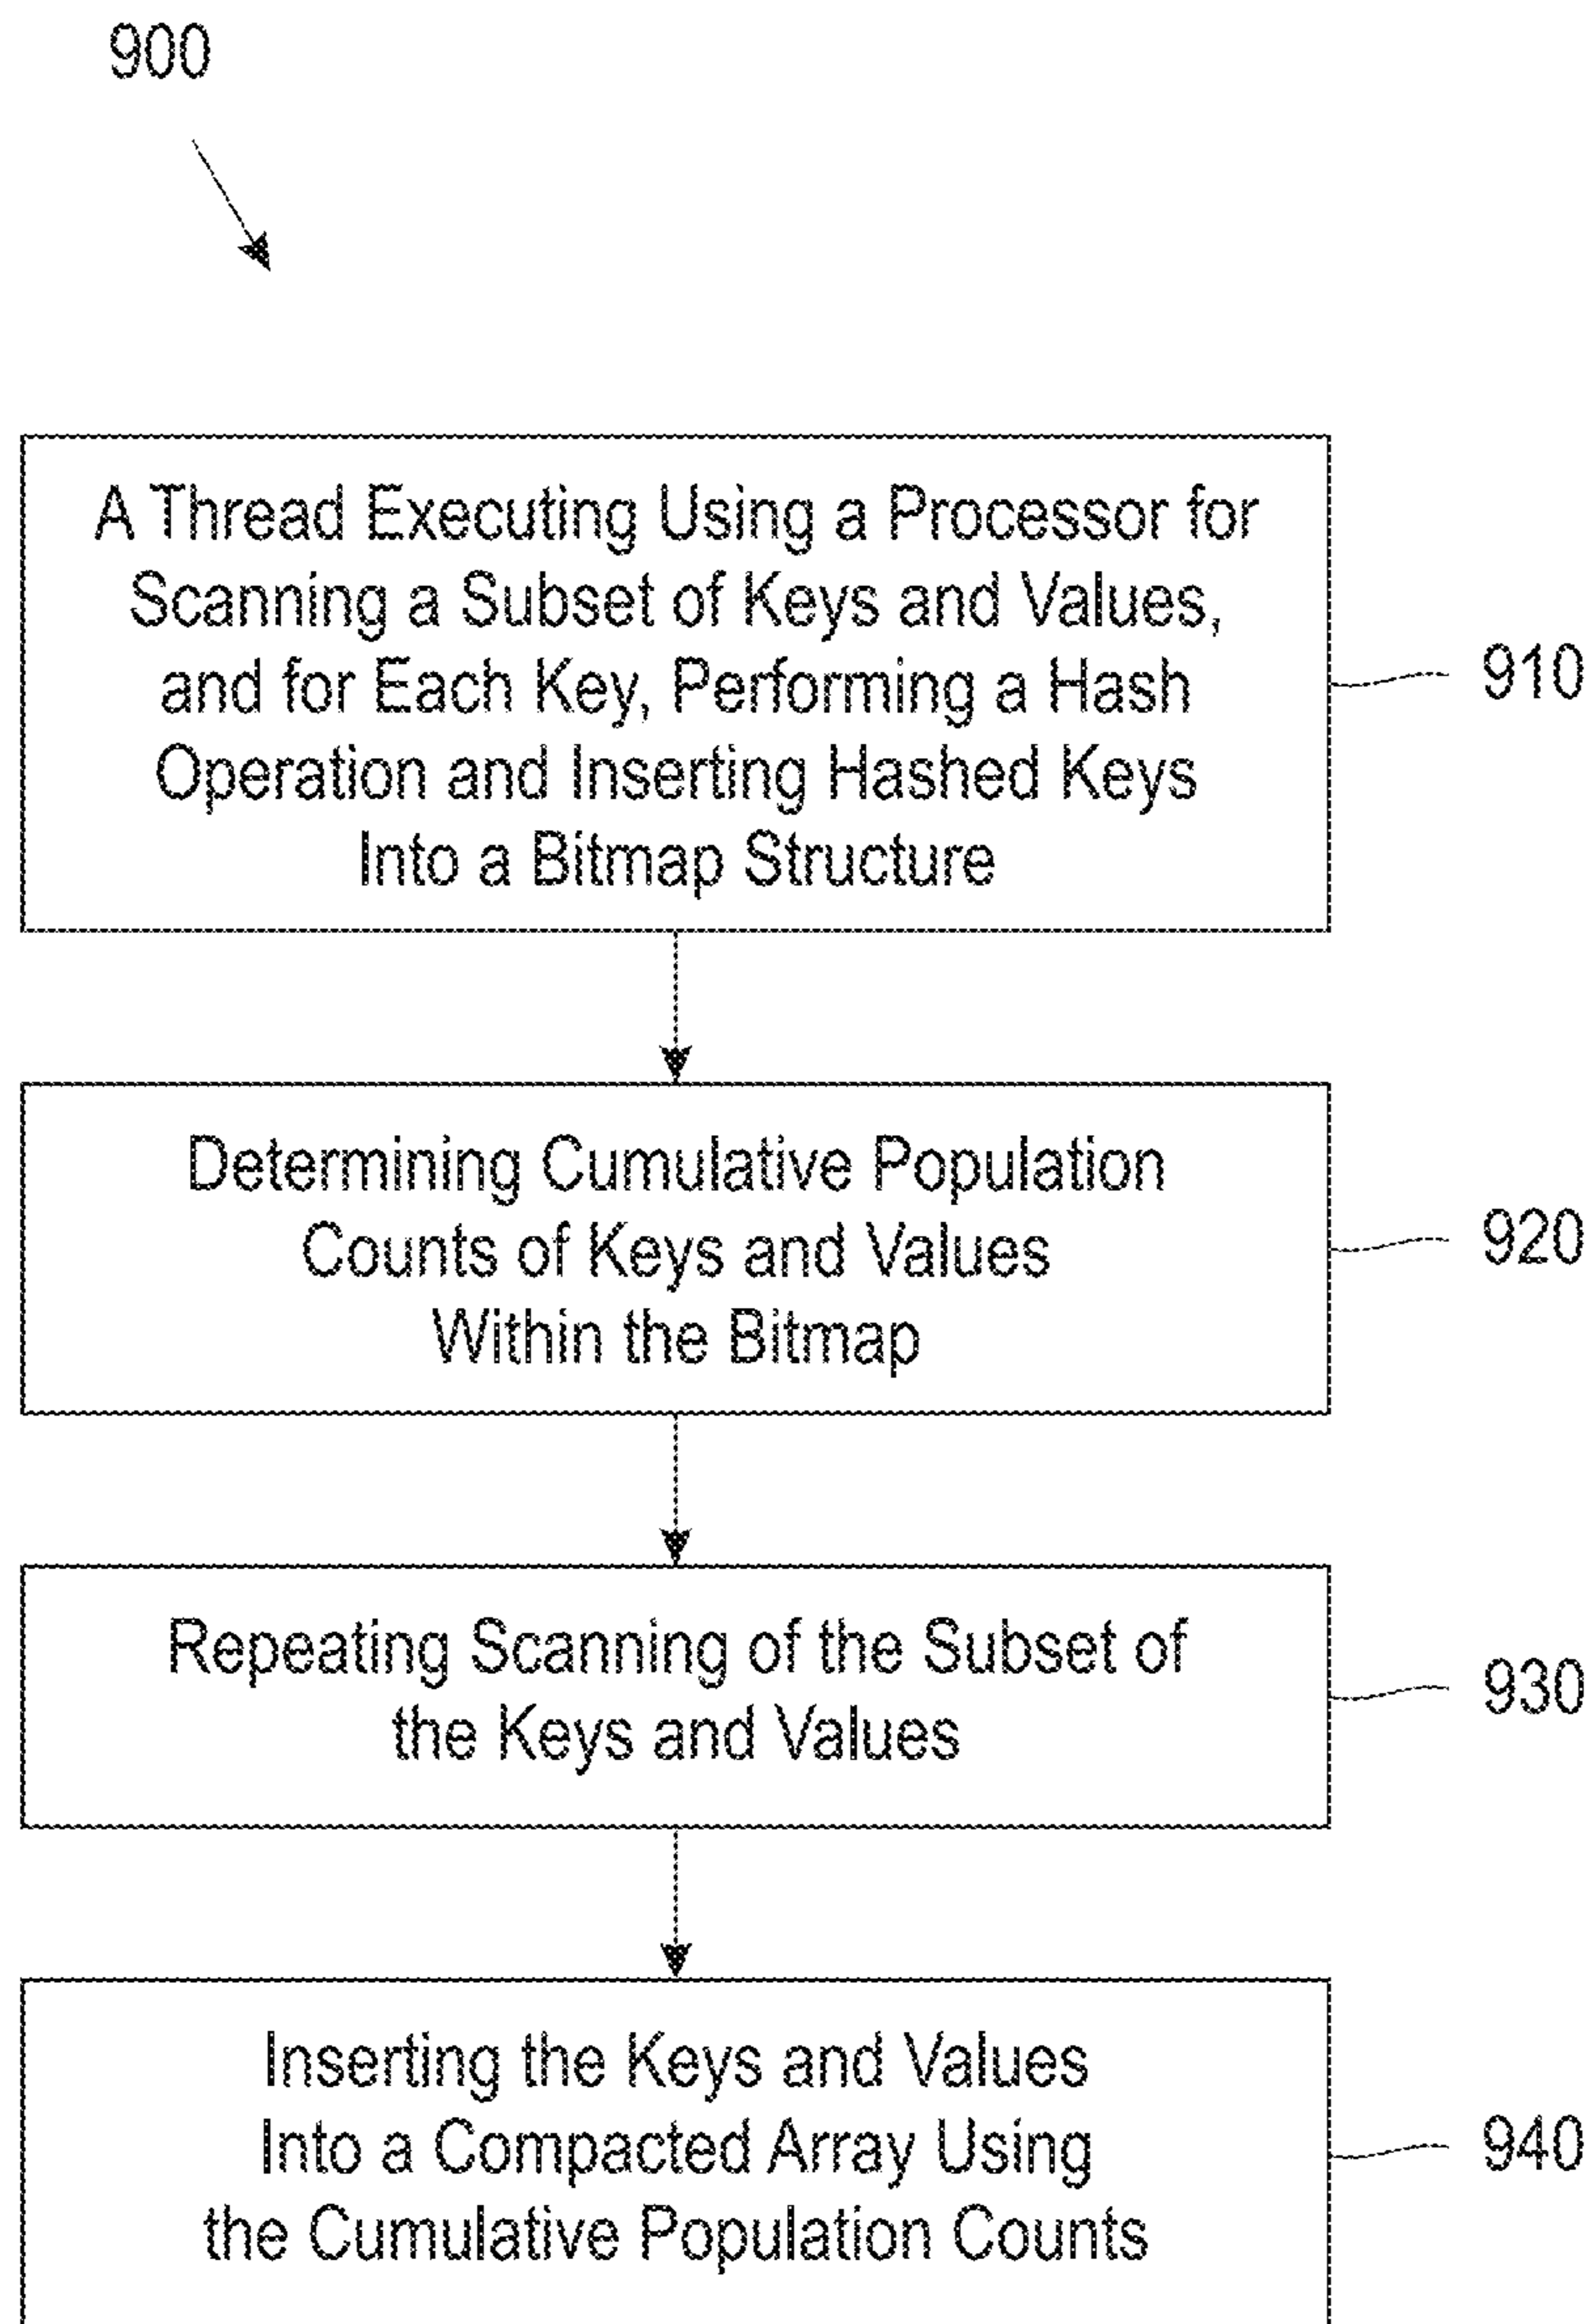 900
A Thread Executing Using a Processor for
Scanning a Subset of Keys and Values,
and for Each Key, Performing a Hash
Operation and Inserting Hashed Keys
Into a Bitmap Structure
910
Determining Cumulative Population
Counts of Keys and Values
Within the Bitmap
920
Repeating Scanning of the Subset of
the Keys and Values
930
Inserting the Keys and Values
Into a Compacted Array Using
the Cumulative Population Counts
940